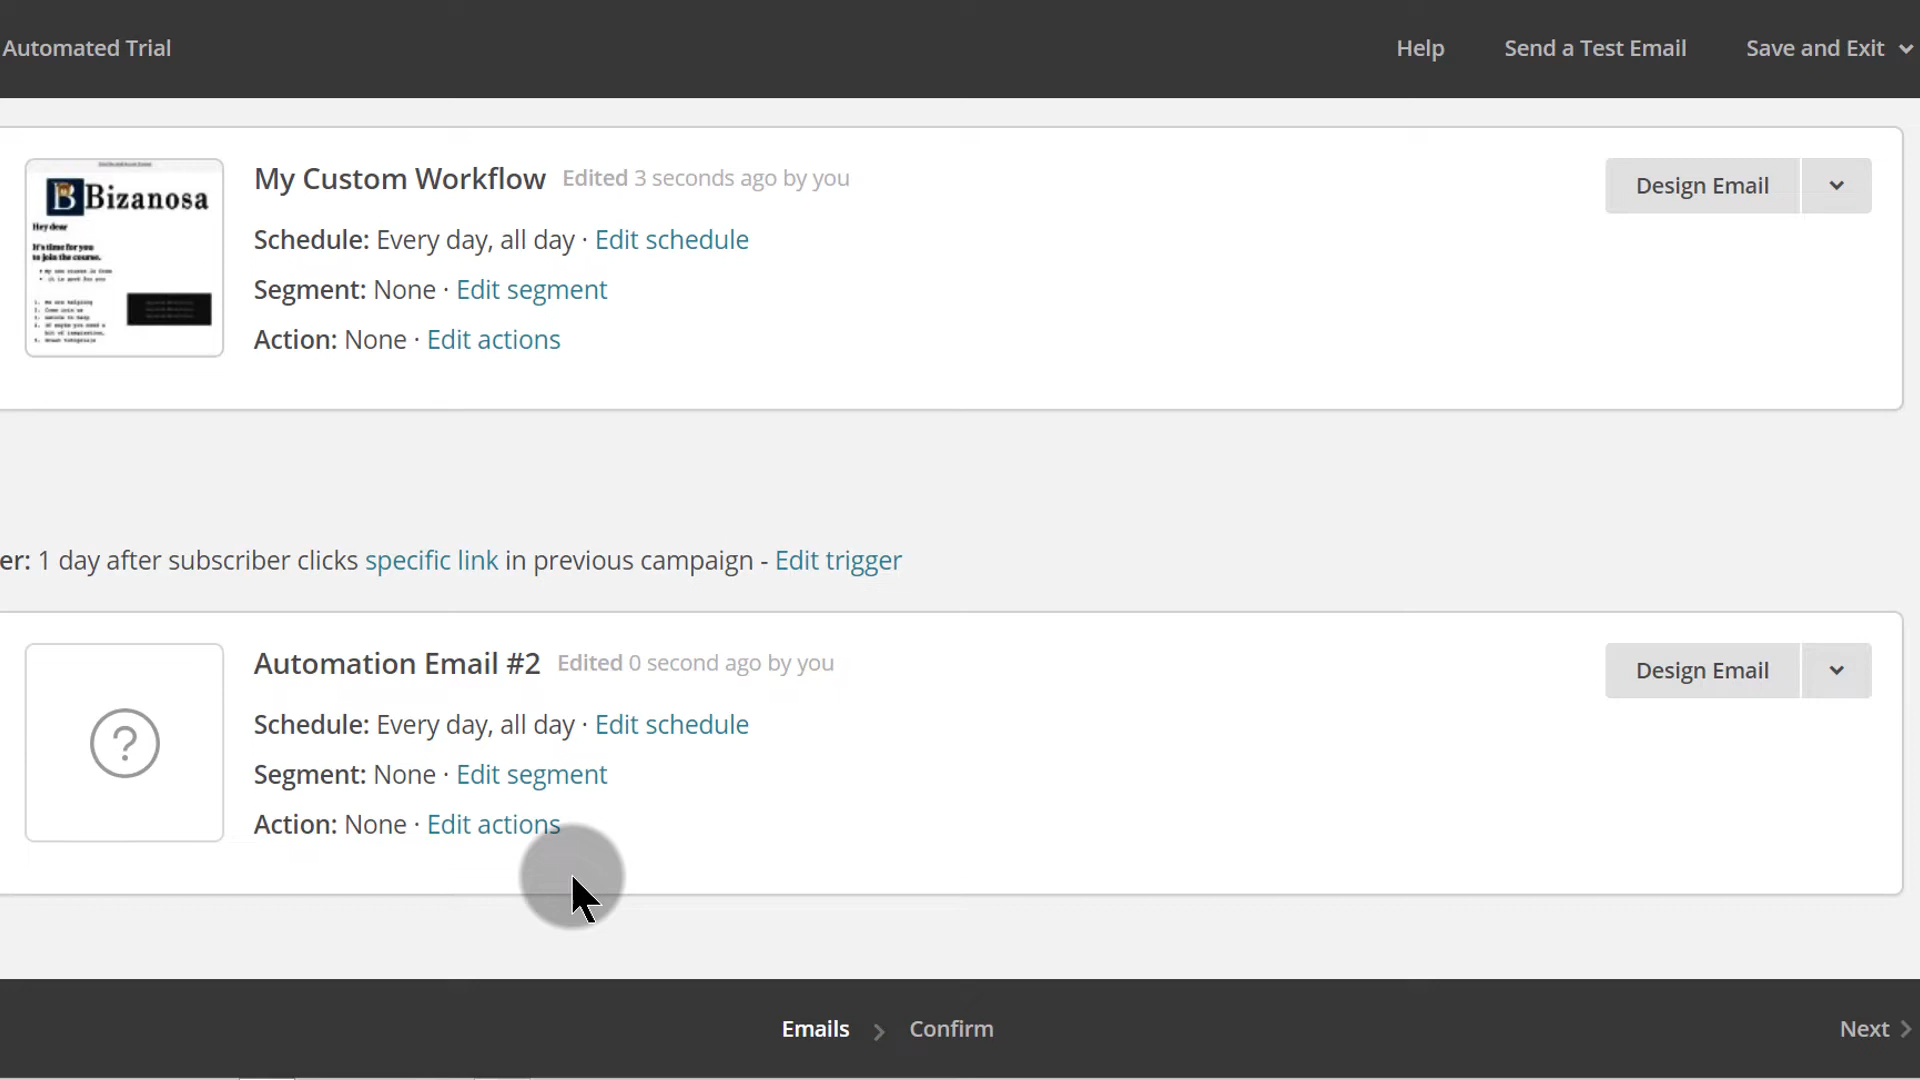 Automated Trial
Help
Send a Test Email
Save and Exit
Bizanosa
Hey dear
It's time for you
to join the course.
My Custom Workflow Edited 3 seconds ago by you
Schedule: Every day, all day · Edit schedule
Segment: None · Edit segment
Action: None · Edit actions
Design Email
er: 1 day after subscriber clicks specific link in previous campaign - Edit trigger
?
Automation Email #2 Edited 0 second ago by you
Schedule: Every day, all day · Edit schedule
Segment: None · Edit segment
Action: None · Edit actions
Design Email
Emails > Confirm
Next >